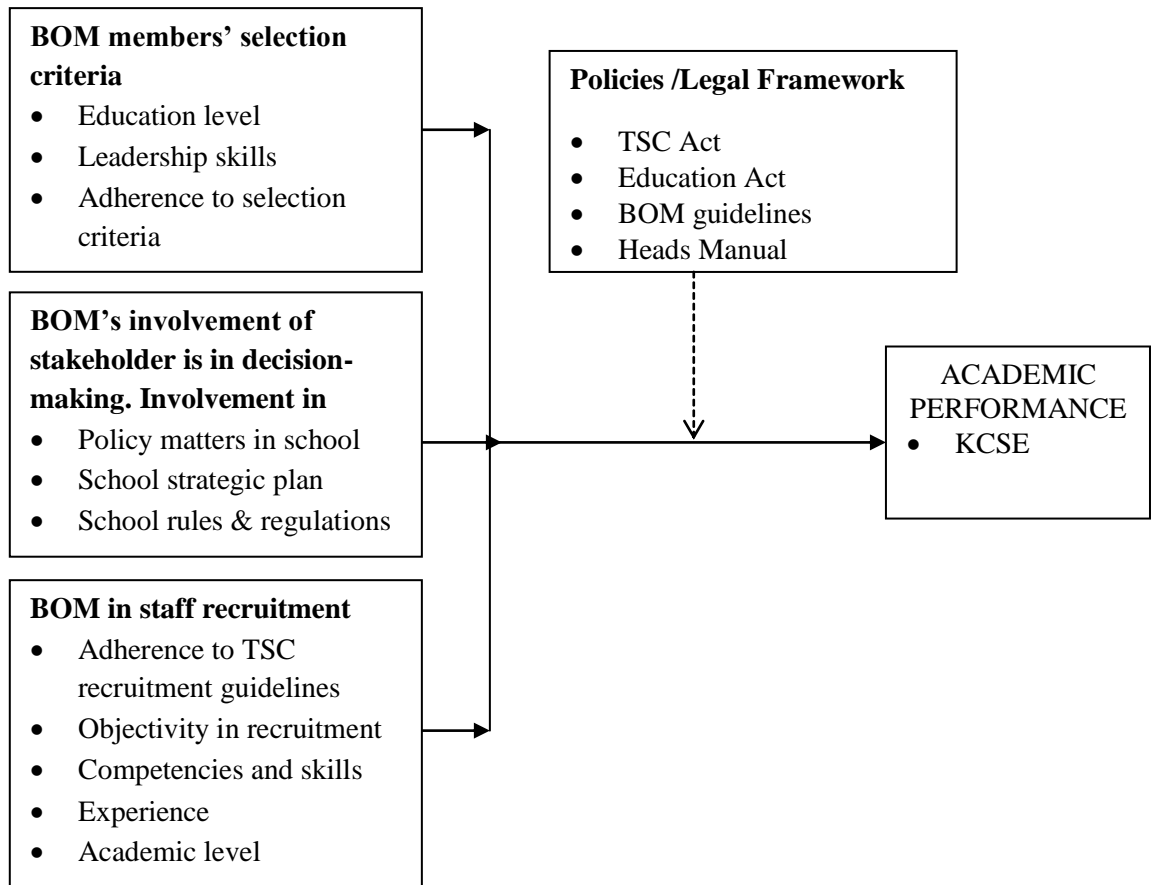 BOM members’ selection
criteria
• Education level
• Leadership skills
• Adherence to selection
criteria
Policies /Legal Framework
• TSC Act
• Education Act
• BOM guidelines
• Heads Manual
BOM’s involvement of
stakeholder is in decision-
making. Involvement in
• Policy matters in school
• School strategic plan
• School rules & regulations
ACADEMIC
PERFORMANCE
• KCSE
BOM in staff recruitment
• Adherence to TSC
recruitment guidelines
• Objectivity in recruitment
• Competencies and skills
• Experience
• Academic level